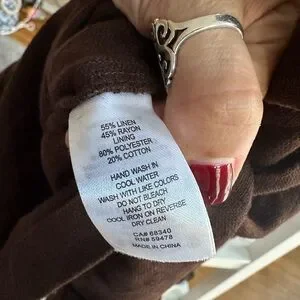 55% LINEN
45% RAYON
LINING
80% POLYESTER
20% COTTON
HAND WASH IN
COOL WATER
WASH WITH LIKE COLORS
DO NOT BLEACH
HANG TO DRY
COOL IRON ON REVERSE
DRY CLEAN
CA# 68340
RN# 59478
MADE IN CHINA